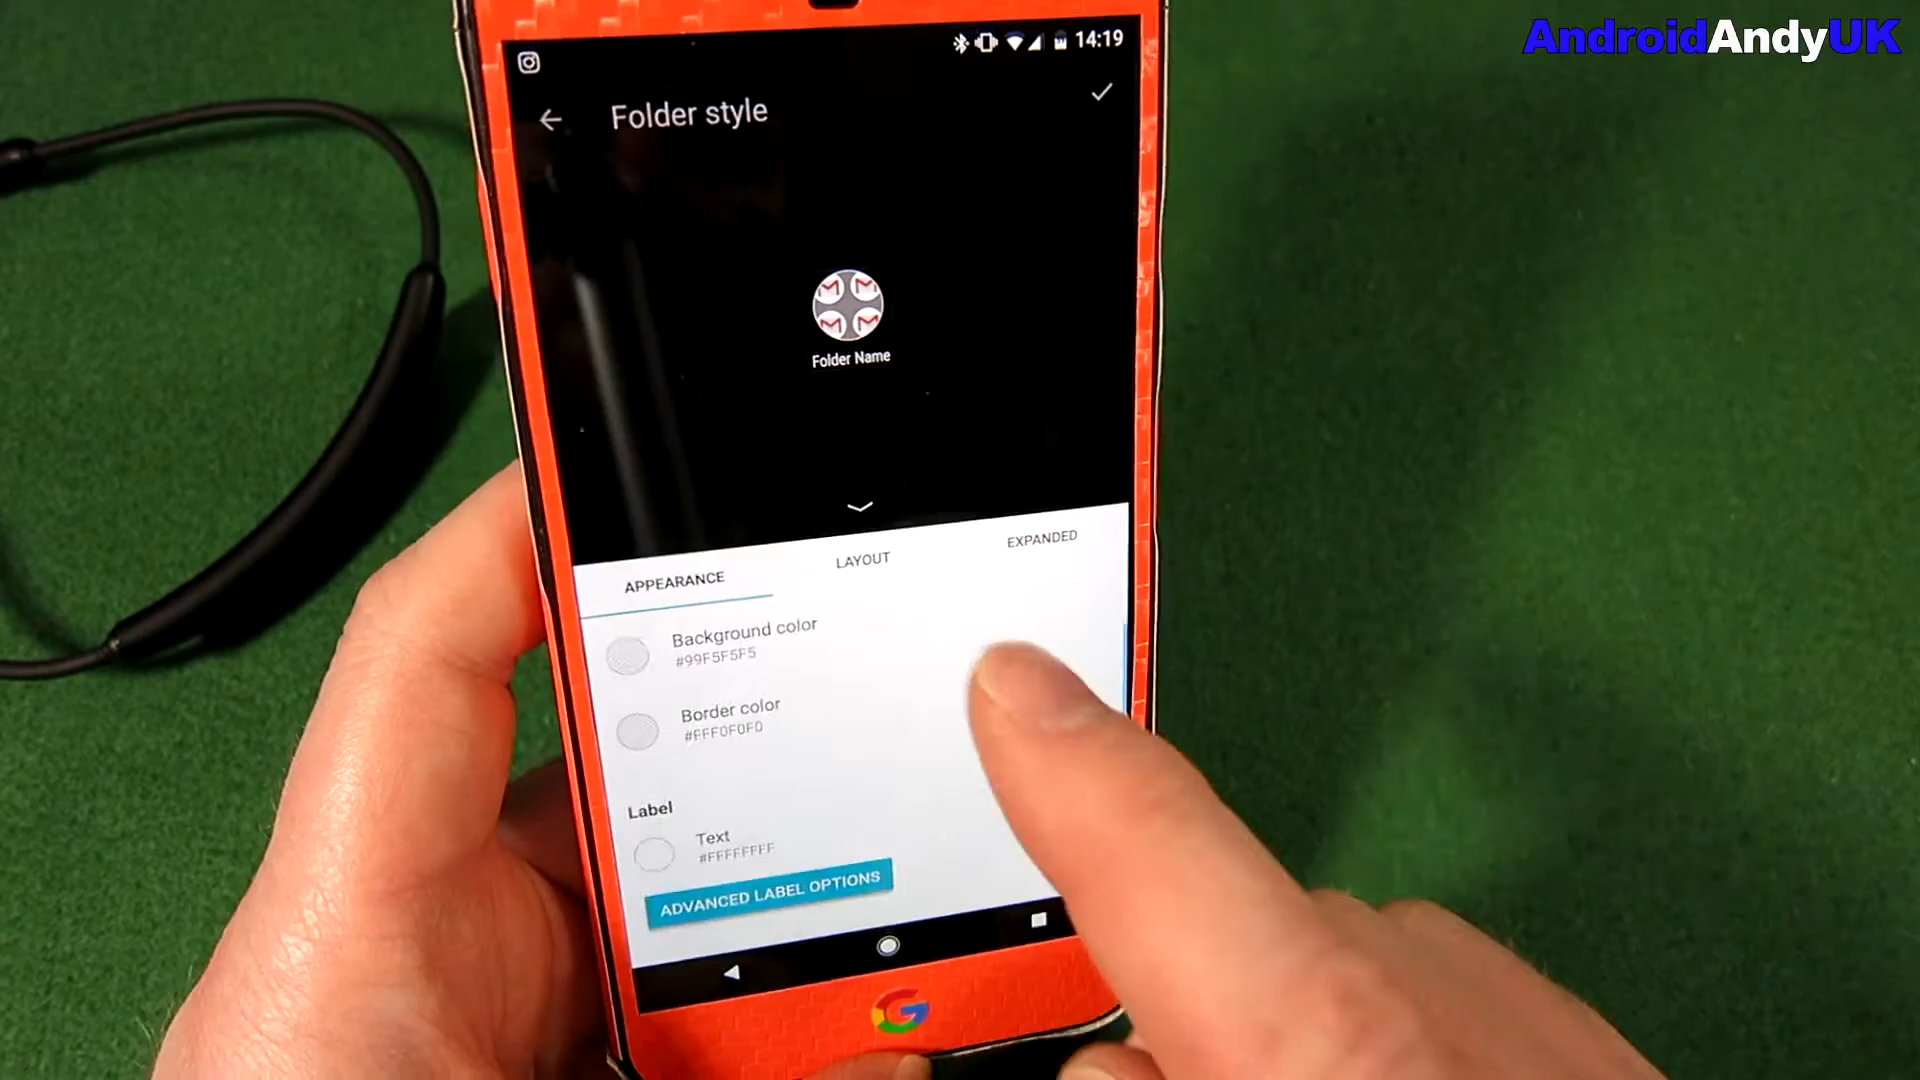 AndroidAndyUK
14:19
Folder style
Folder Name
APPEARANCE
LAYOUT
EXPANDED
Background color
#99F5F5F5
Border color
#FFF0F0F0
Label
Text
#FFFFFFFF
ADVANCED LABEL OPTIONS
G